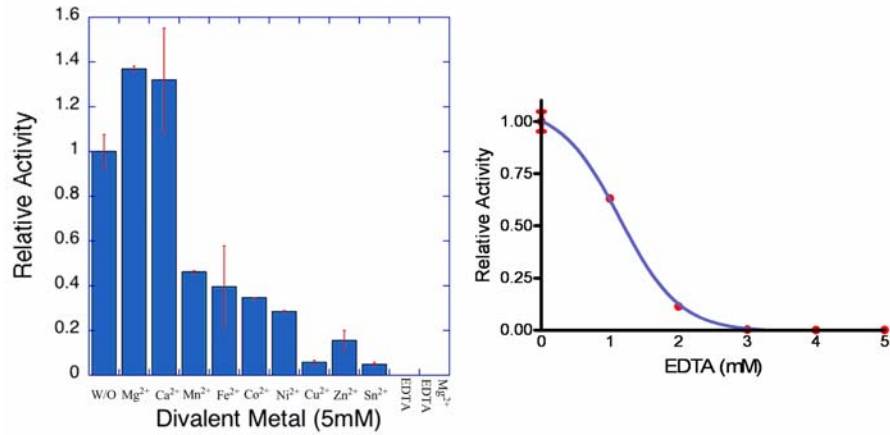 Relative Activity
1.6
1.4
1.2
1
0.8
0.6
0.4
0.2
0
W/O Mg²⁺ Ca²⁺ Mn²⁺ Fe²⁺ Co²⁺ Ni²⁺ Cu²⁺ Zn²⁺ Sn²⁺ EDTA EDTA Mg²⁺
Divalent Metal (5mM)
Relative Activity
1.00
0.75
0.50
0.25
0.00
0 1 2 3 4 5
EDTA (mM)